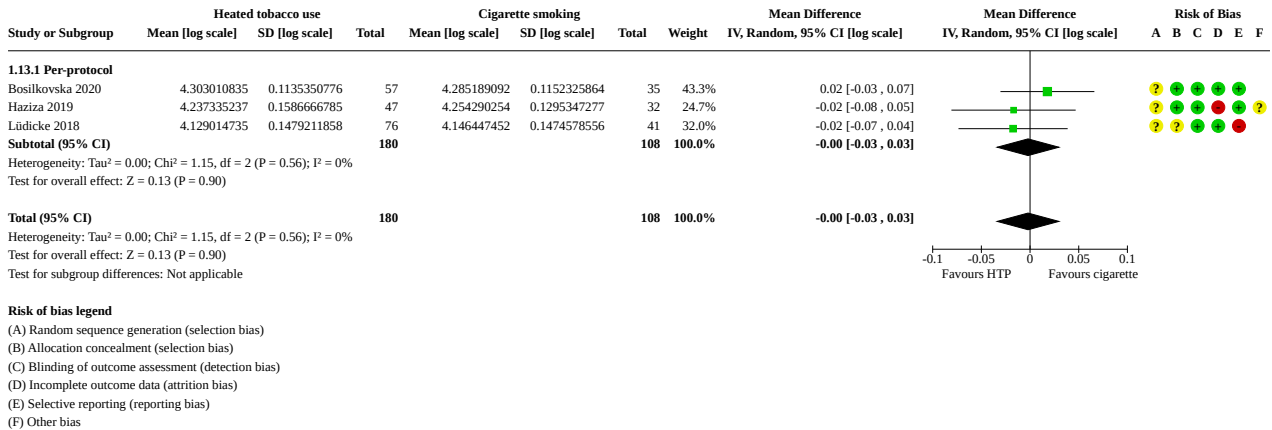 Heated tobacco use Cigarette smoking Mean Difference Mean Difference Risk of Bias
Study or Subgroup Mean [log scale] SD [log scale] Total Mean [log scale] SD [log scale] Total Weight IV, Random, 95% CI [log scale] IV, Random, 95% CI [log scale] A B C D E F
1.13.1 Per-protocol
Bosilkovska 2020 4.303010835 0.1135350776 57 4.285189092 0.1152325864 35 43.3% 0.02 [-0.03 , 0.07] ? + + + +
Haziza 2019 4.237335237 0.1586666785 47 4.254290254 0.1295347277 32 24.7% -0.02 [-0.08 , 0.05] ? + + - + ?
Lüdicke 2018 4.129014735 0.1479211858 76 4.146447452 0.1474578556 41 32.0% -0.02 [-0.07 , 0.04] ? ? + + -
Subtotal (95% CI) 180 108 100.0% -0.00 [-0.03 , 0.03]
Heterogeneity: Tau² = 0.00; Chi² = 1.15, df = 2 (P = 0.56); I² = 0%
Test for overall effect: Z = 0.13 (P = 0.90)
Total (95% CI) 180 108 100.0% -0.00 [-0.03 , 0.03]
Heterogeneity: Tau² = 0.00; Chi² = 1.15, df = 2 (P = 0.56); I² = 0%
Test for overall effect: Z = 0.13 (P = 0.90)
-0.1 -0.05 0 0.05 0.1
Test for subgroup differences: Not applicable
Favours HTP Favours cigarette
Risk of bias legend
(A) Random sequence generation (selection bias)
(B) Allocation concealment (selection bias)
(C) Blinding of outcome assessment (detection bias)
(D) Incomplete outcome data (attrition bias)
(E) Selective reporting (reporting bias)
(F) Other bias